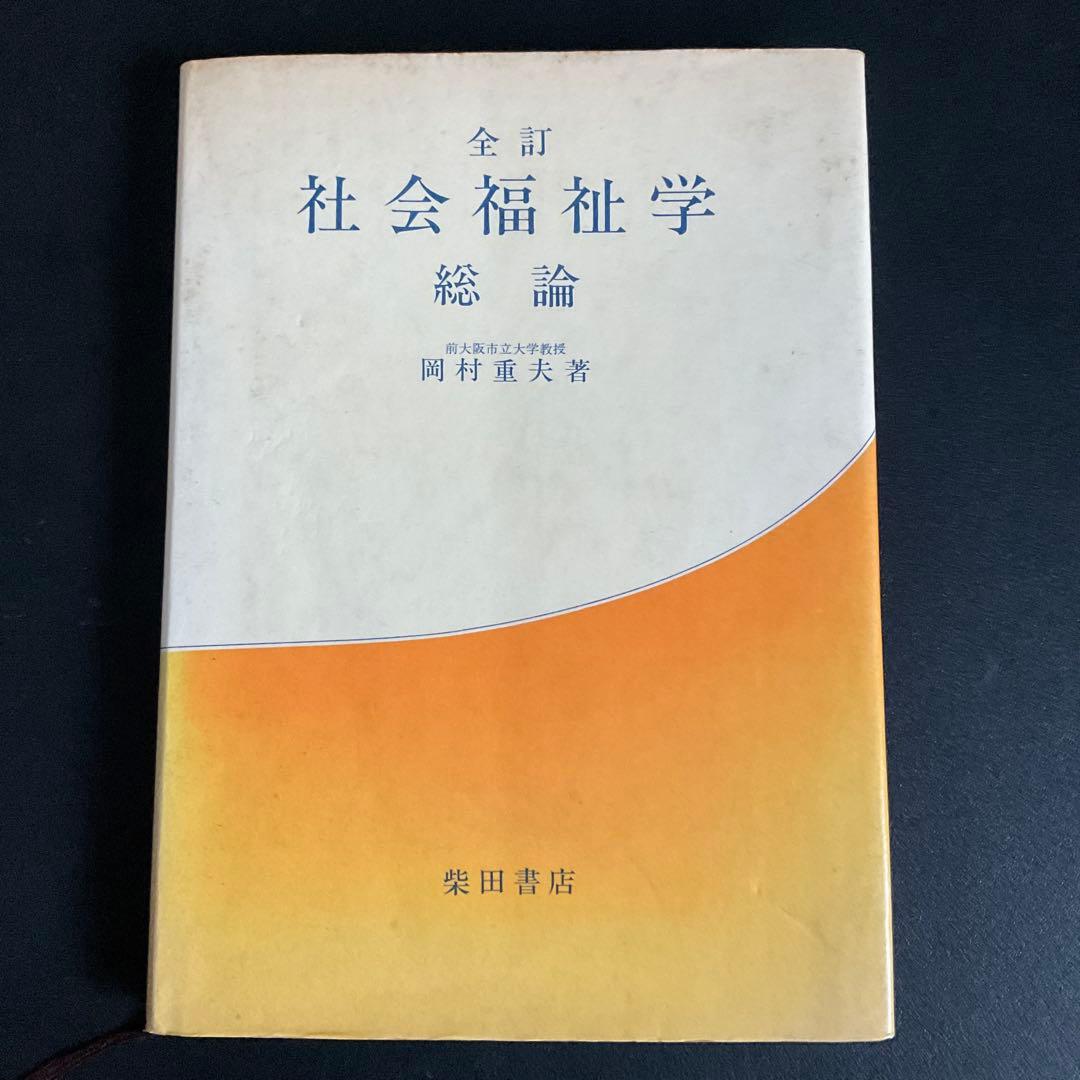 全訂
社会福祉学
総論
前大阪市立大学教授
岡村重夫著
柴田書店